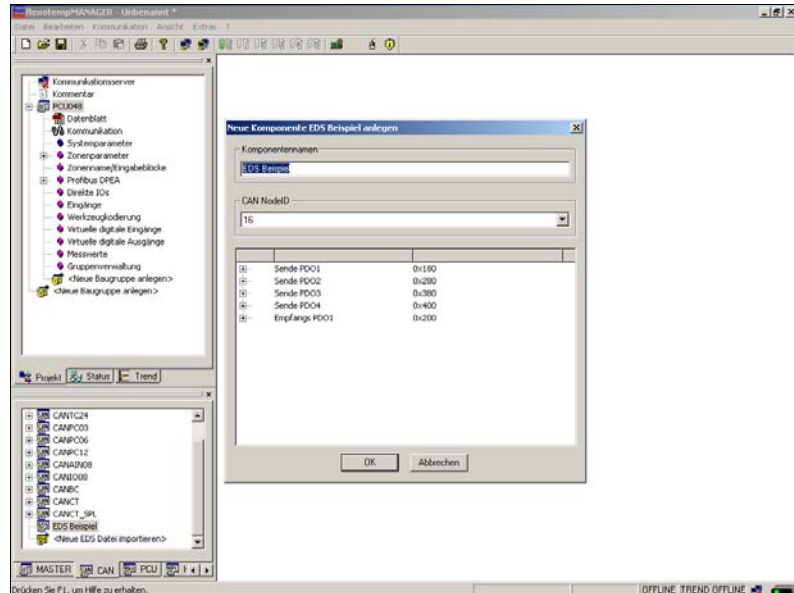 flexotempMANAGER - Unbenannt *
Datei Bearbeiten Kommunikation Ansicht Extras ?
Kommunikationsserver
Kommentar
PCU048
Datenblatt
Kommunikation
Systemparameter
Zonenparameter
Zonenname/Eingabeblöcke
Profibus DPEA
Direkte IOs
Eingänge
Werkzeugkodierung
Virtuelle digitale Eingänge
Virtuelle digitale Ausgänge
Messwerte
Gruppenverwaltung
<Neue Baugruppe anlegen>
<Neue Baugruppe anlegen>
Projekt Status Trend
CANTC24
CANPC03
CANPC06
CANPC12
CANAIN08
CANIO08
CANBC
CANCT
CANCT_SPL
EDS Beispiel
<Neue EDS Datei importieren>
MASTER CAN PCU
Neue Komponente EDS Beispiel anlegen
Komponentennamen
EDS Beispiel
CAN NodeID
16
Sende PDO1 0x180
Sende PDO2 0x280
Sende PDO3 0x380
Sende PDO4 0x400
Empfangs PDO1 0x200
OK Abbrechen
Drücken Sie F1, um Hilfe zu erhalten.
OFFLINE TREND OFFLINE